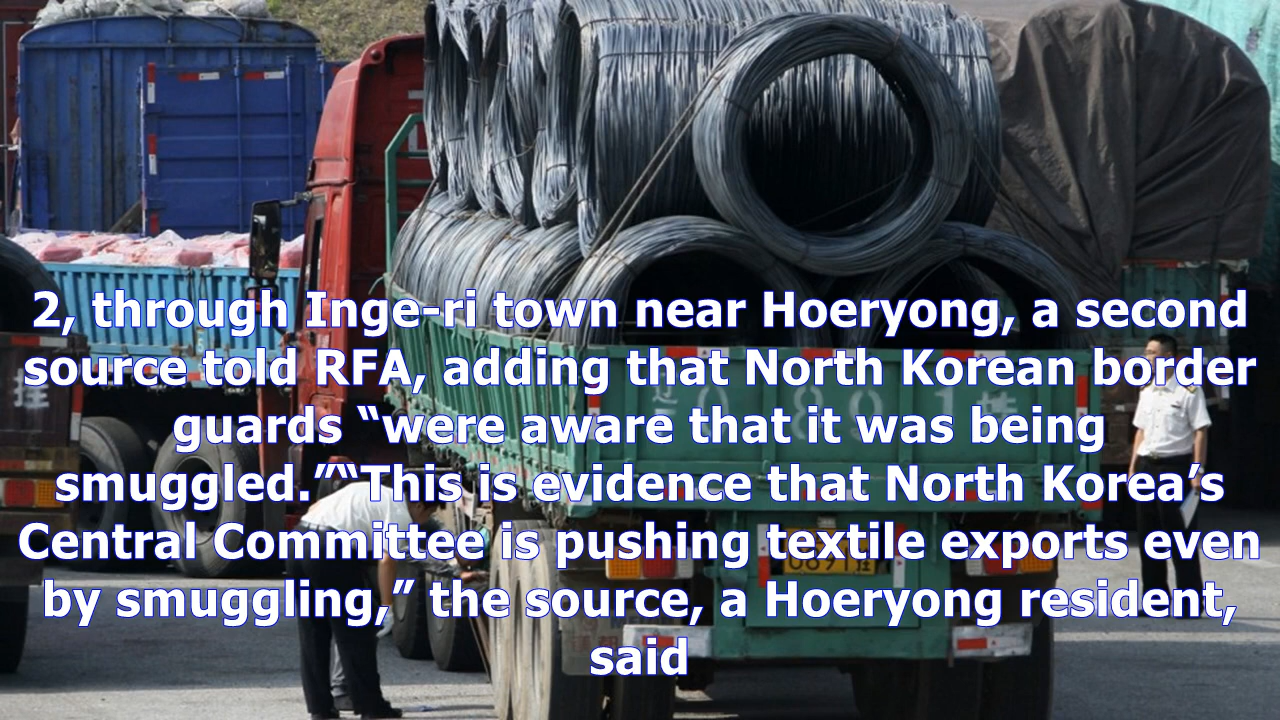 2, through Inge-ri town near Hoeryong, a second
source told RFA, adding that North Korean border
guards “were aware that it was being
smuggled.”“This is evidence that North Korea’s
Central Committee is pushing textile exports even
by smuggling,” the source, a Hoeryong resident,
said
挂